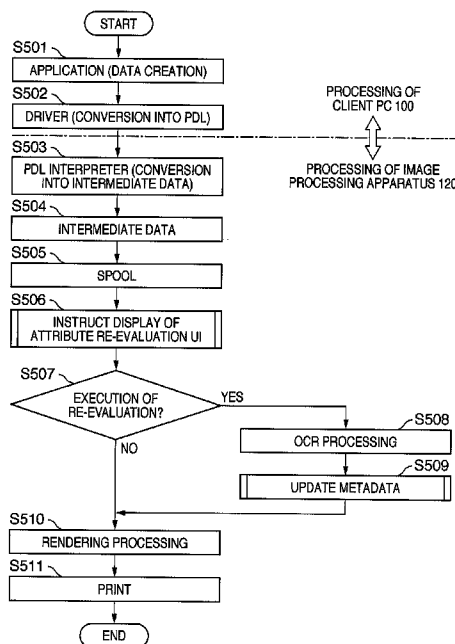 START
S501
APPLICATION (DATA CREATION)
S502
DRIVER (CONVERSION INTO PDL)
PROCESSING OF
CLIENT PC 100
S503
PDL INTERPRETER (CONVERSION
INTO INTERMEDIATE DATA)
PROCESSING OF IMAGE
PROCESSING APPARATUS 120
S504
INTERMEDIATE DATA
S505
SPOOL
S506
INSTRUCT DISPLAY OF
ATTRIBUTE RE-EVALUATION UI
S507
EXECUTION OF
RE-EVALUATION?
YES
NO
S508
OCR PROCESSING
S509
UPDATE METADATA
S510
RENDERING PROCESSING
S511
PRINT
END